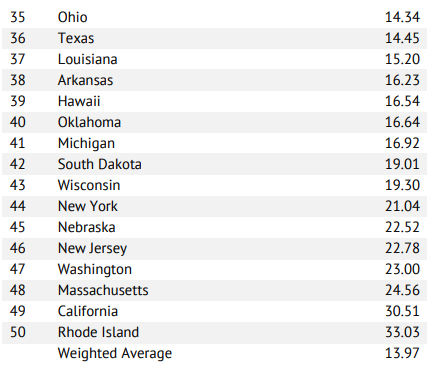 35 Ohio 14.34
36 Texas 14.45
37 Louisiana 15.20
38 Arkansas 16.23
39 Hawaii 16.54
40 Oklahoma 16.64
41 Michigan 16.92
42 South Dakota 19.01
43 Wisconsin 19.30
44 New York 21.04
45 Nebraska 22.52
46 New Jersey 22.78
47 Washington 23.00
48 Massachusetts 24.56
49 California 30.51
50 Rhode Island 33.03
Weighted Average 13.97